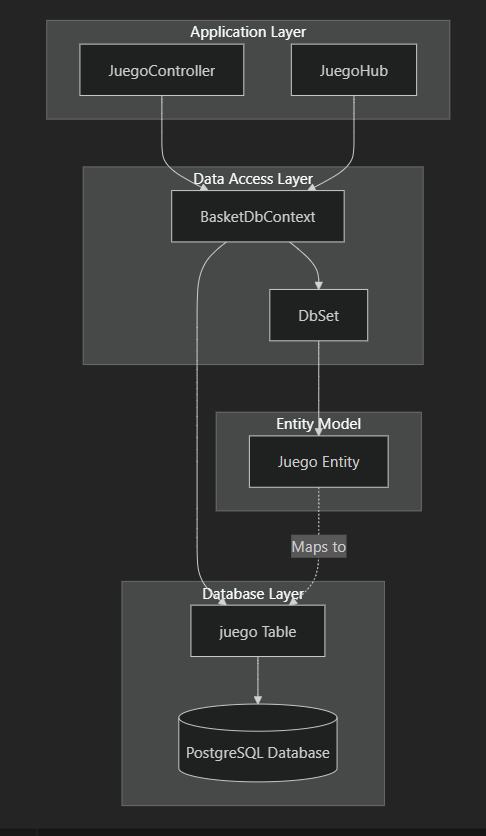 Application Layer
JuegoController
JuegoHub
Data Access Layer
BasketDbContext
DbSet
Entity Model
Juego Entity
Maps to
Database Layer
juego Table
PostgreSQL Database